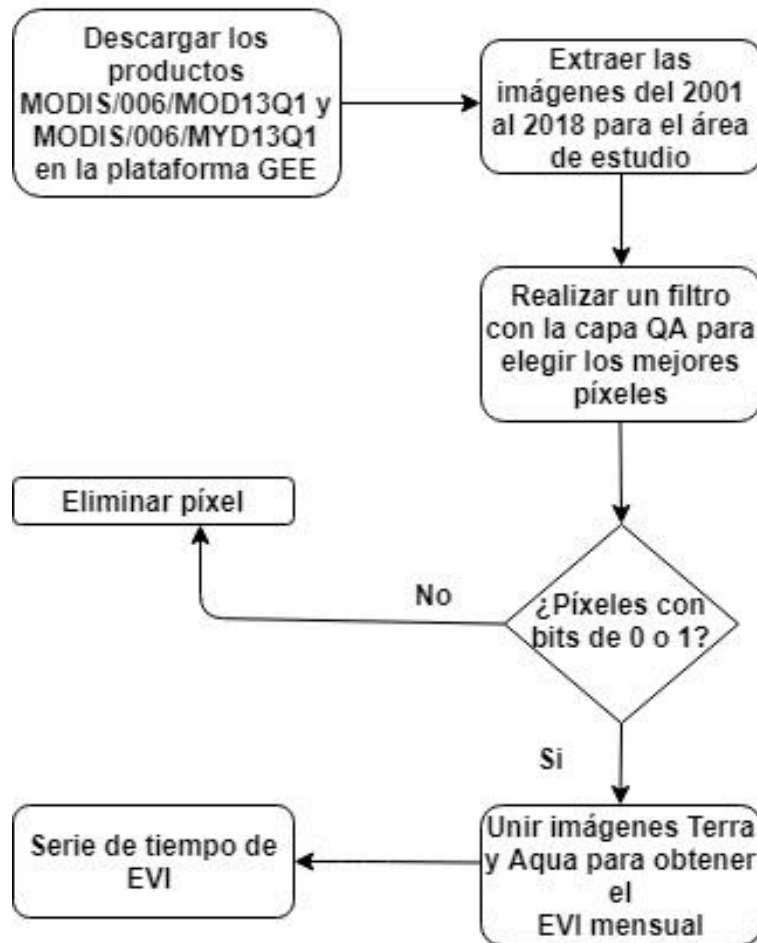 Descargar los
productos
MODIS/006/MOD13Q1 y
MODIS/006/MYD13Q1
en la plataforma GEE
Extraer las
imágenes del 2001
al 2018 para el área
de estudio
Realizar un filtro
con la capa QA para
elegir los mejores
píxeles
Eliminar píxel
No
¿Píxeles con
bits de 0 o 1?
Si
Unir imágenes Terra
y Aqua para obtener
el
EVI mensual
Serie de tiempo de
EVI